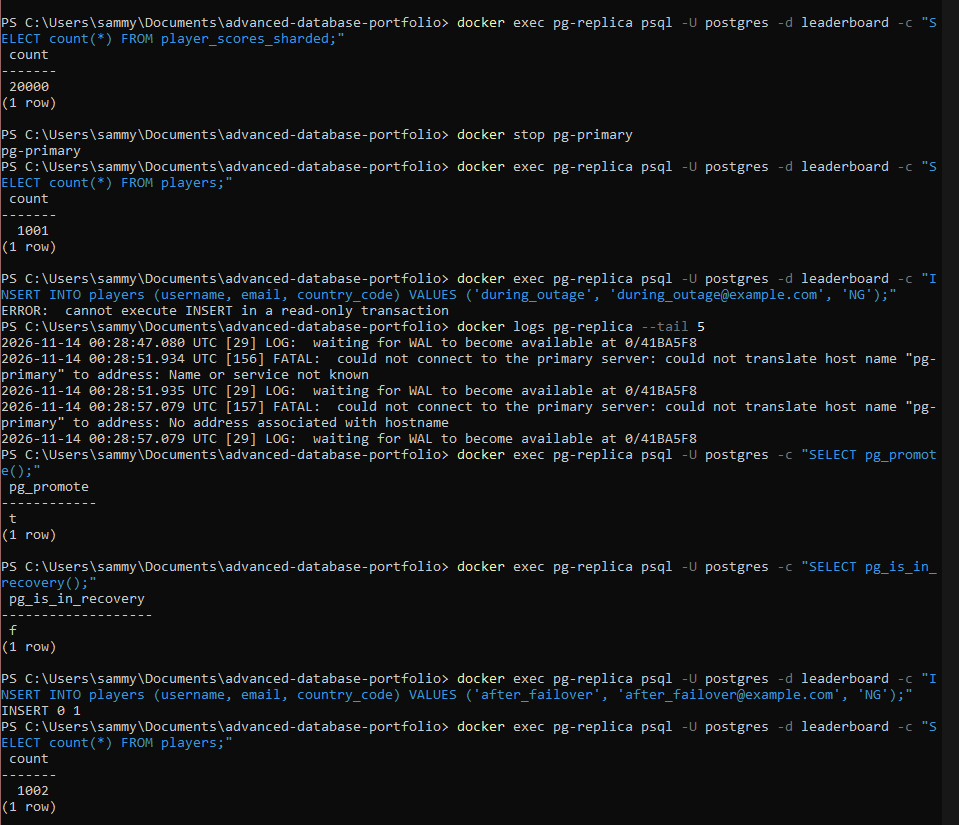 PS C:\Users\sammy\Documents\advanced-database-portfolio> docker exec pg-replica psql -U postgres -d leaderboard -c "S
ELECT count(*) FROM player_scores_sharded;"
 count
-------
 20000
(1 row)

PS C:\Users\sammy\Documents\advanced-database-portfolio> docker stop pg-primary
pg-primary
PS C:\Users\sammy\Documents\advanced-database-portfolio> docker exec pg-replica psql -U postgres -d leaderboard -c "S
ELECT count(*) FROM players;"
 count
-------
  1001
(1 row)

PS C:\Users\sammy\Documents\advanced-database-portfolio> docker exec pg-replica psql -U postgres -d leaderboard -c "I
NSERT INTO players (username, email, country_code) VALUES ('during_outage', 'during_outage@example.com', 'NG');"
ERROR:  cannot execute INSERT in a read-only transaction
PS C:\Users\sammy\Documents\advanced-database-portfolio> docker logs pg-replica --tail 5
2026-11-14 00:28:47.080 UTC [29] LOG:  waiting for WAL to become available at 0/41BA5F8
2026-11-14 00:28:51.934 UTC [156] FATAL:  could not connect to the primary server: could not translate host name "pg-
primary" to address: Name or service not known
2026-11-14 00:28:51.935 UTC [29] LOG:  waiting for WAL to become available at 0/41BA5F8
2026-11-14 00:28:57.079 UTC [157] FATAL:  could not connect to the primary server: could not translate host name "pg-
primary" to address: No address associated with hostname
2026-11-14 00:28:57.079 UTC [29] LOG:  waiting for WAL to become available at 0/41BA5F8
PS C:\Users\sammy\Documents\advanced-database-portfolio> docker exec pg-replica psql -U postgres -c "SELECT pg_promot
e();"
 pg_promote
------------
 t
(1 row)

PS C:\Users\sammy\Documents\advanced-database-portfolio> docker exec pg-replica psql -U postgres -c "SELECT pg_is_in_
recovery();"
 pg_is_in_recovery
-------------------
 f
(1 row)

PS C:\Users\sammy\Documents\advanced-database-portfolio> docker exec pg-replica psql -U postgres -d leaderboard -c "I
NSERT INTO players (username, email, country_code) VALUES ('after_failover', 'after_failover@example.com', 'NG');"
INSERT 0 1
PS C:\Users\sammy\Documents\advanced-database-portfolio> docker exec pg-replica psql -U postgres -d leaderboard -c "S
ELECT count(*) FROM players;"
 count
-------
  1002
(1 row)